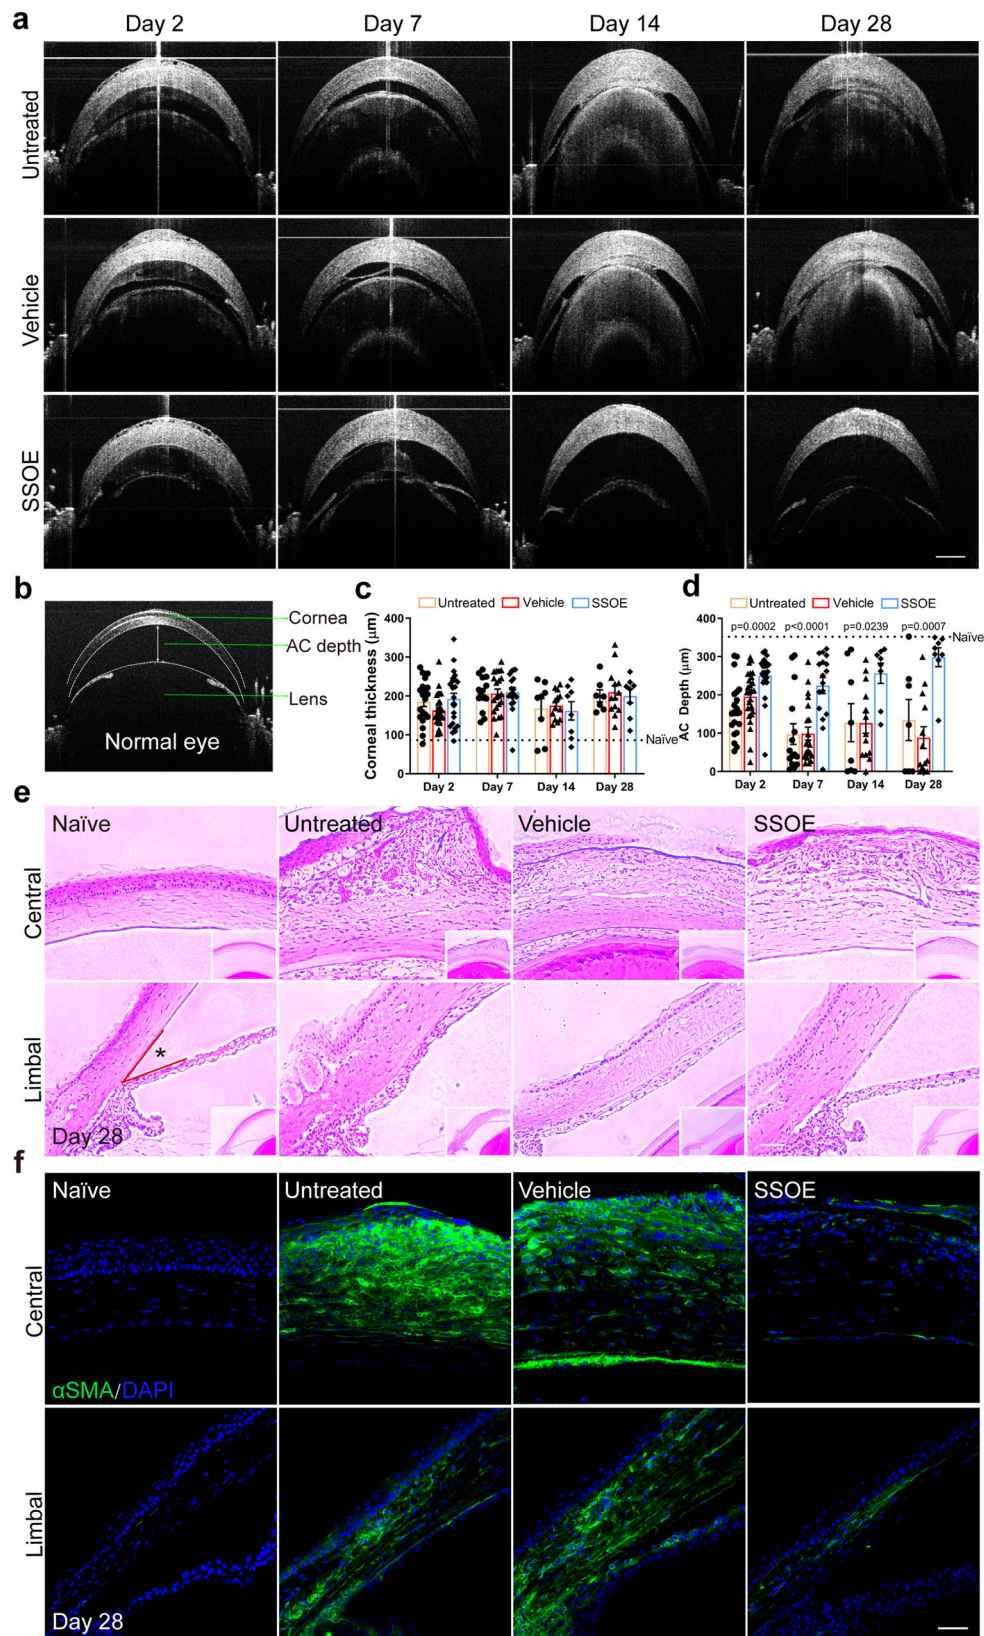 a
Day 2 Day 7 Day 14 Day 28
Untreated
Vehicle
SSOE
b
Cornea
AC depth
Lens
Normal eye
c
Untreated Vehicle SSOE
Corneal thickness (μm)
400
300
200
100
0
Naïve
Day 2 Day 7 Day 14 Day 28
d
Untreated Vehicle SSOE
p=0.0002 p<0.0001 p=0.0239 p=0.0007
AC Depth (μm)
400
300
200
100
0
Naïve
Day 2 Day 7 Day 14 Day 28
e
Naïve Untreated Vehicle SSOE
Central
Limbal
*
Day 28
f
Naïve Untreated Vehicle SSOE
Central
αSMA/DAPI
Limbal
Day 28